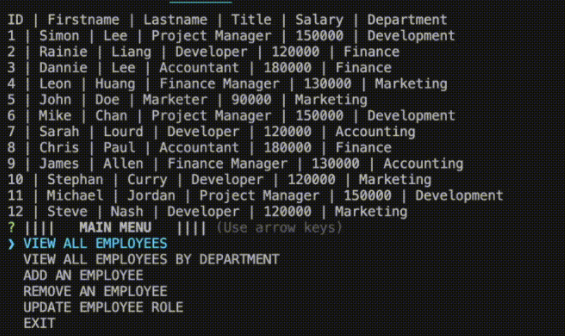 ID | Firstname | Lastname | Title | Salary | Department
1 | Simon | Lee | Project Manager | 150000 | Development
2 | Rainie | Liang | Developer | 120000 | Finance
3 | Dannie | Lee | Accountant | 180000 | Finance
4 | Leon | Huang | Finance Manager | 130000 | Marketing
5 | John | Doe | Marketer | 90000 | Marketing
6 | Mike | Chan | Project Manager | 150000 | Development
7 | Sarah | Lourd | Developer | 120000 | Accounting
8 | Chris | Paul | Accountant | 180000 | Finance
9 | James | Allen | Finance Manager | 130000 | Accounting
10 | Stephan | Curry | Developer | 120000 | Marketing
11 | Michael | Jordan | Project Manager | 150000 | Development
12 | Steve | Nash | Developer | 120000 | Marketing
? |||| MAIN MENU |||| (Use arrow keys)
❯ VIEW ALL EMPLOYEES
VIEW ALL EMPLOYEES BY DEPARTMENT
ADD AN EMPLOYEE
REMOVE AN EMPLOYEE
UPDATE EMPLOYEE ROLE
EXIT